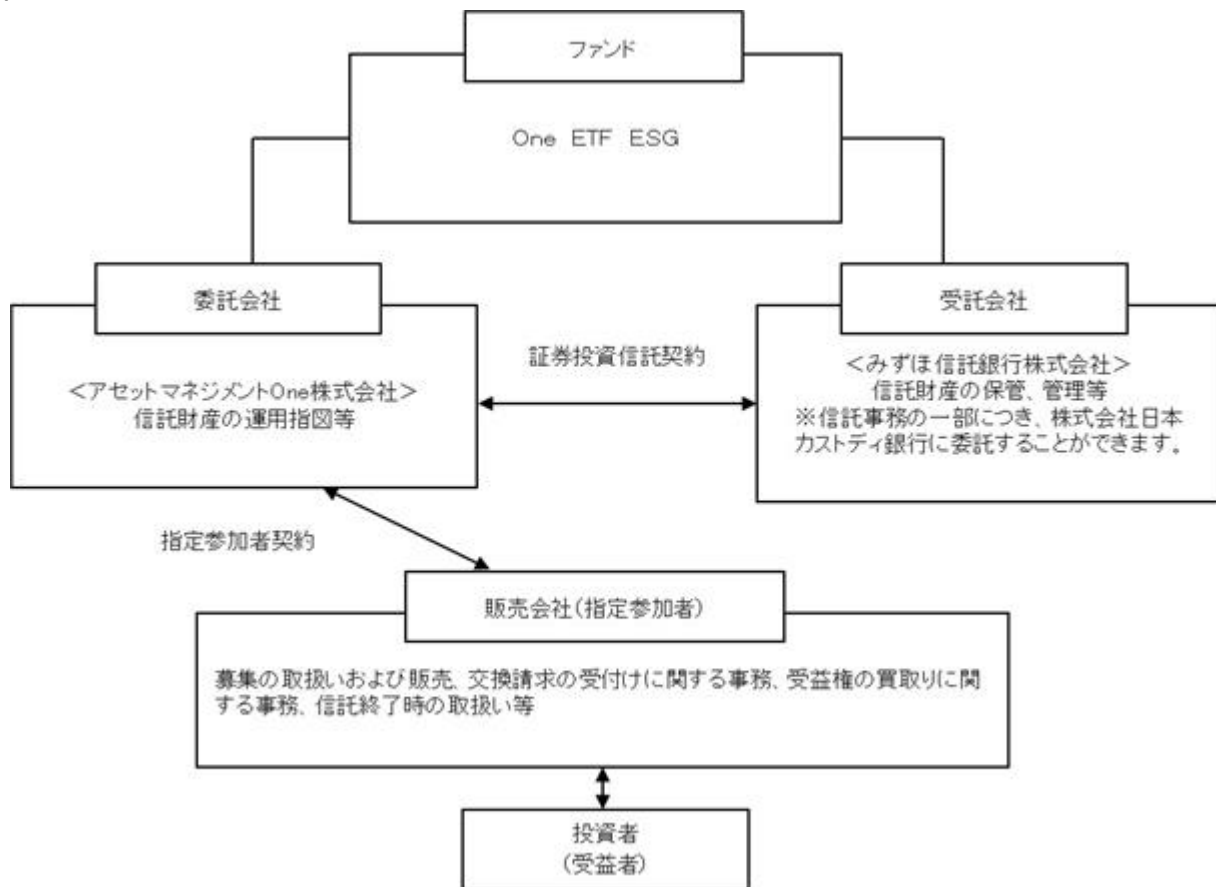 ファンド
One ETF ESG
委託会社
<アセットマネジメントOne株式会社>
信託財産の運用指図等
証券投資信託契約
受託会社
<みずほ信託銀行株式会社>
信託財産の保管、管理等
※信託事務の一部につき、株式会社日本
カストディ銀行に委託することができます。
指定参加者契約
販売会社(指定参加者)
募集の取扱いおよび販売、交換請求の受付けに関する事務、受益権の買取りに関
する事務、信託終了時の取扱い等
投資者
(受益者)